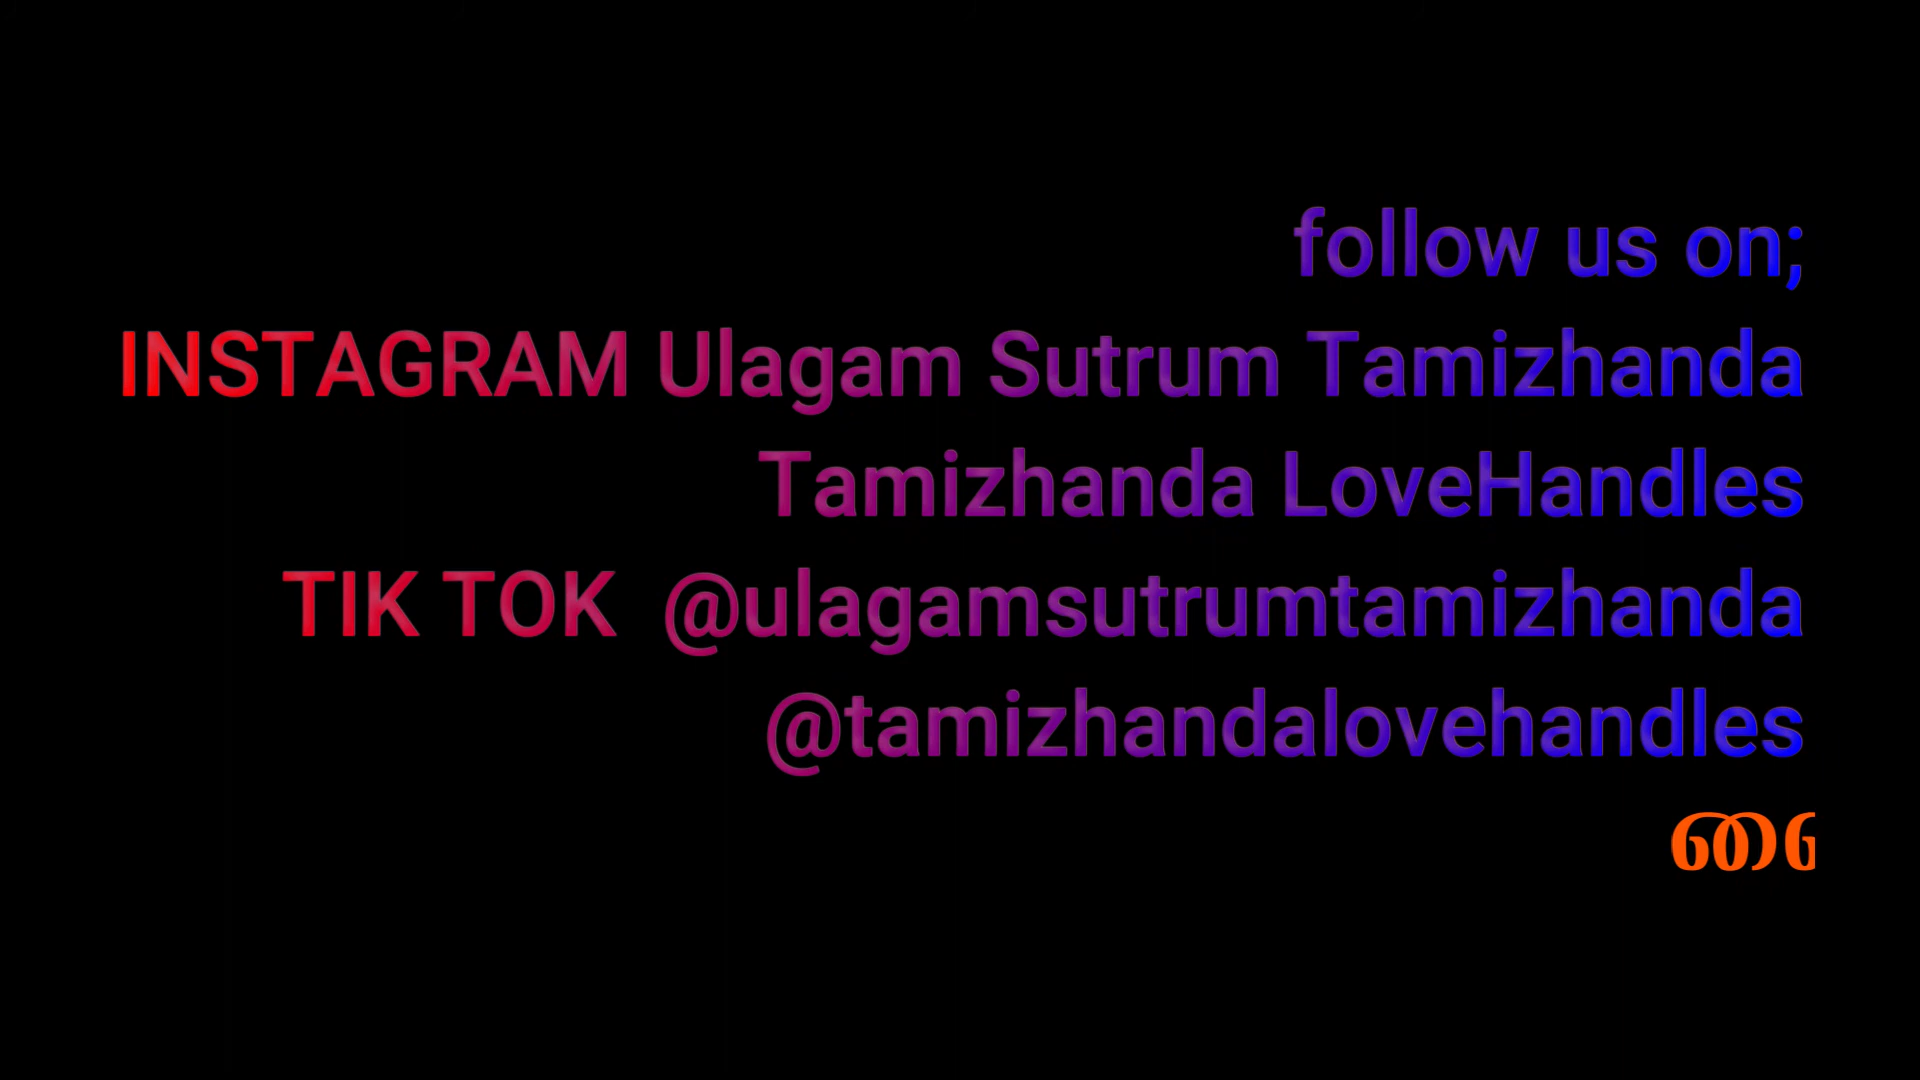 follow us on;
INSTAGRAM Ulagam Sutrum Tamizhanda
Tamizhanda LoveHandles
TIK TOK @ulagamsutrumtamizhanda
@tamizhandalovehandles